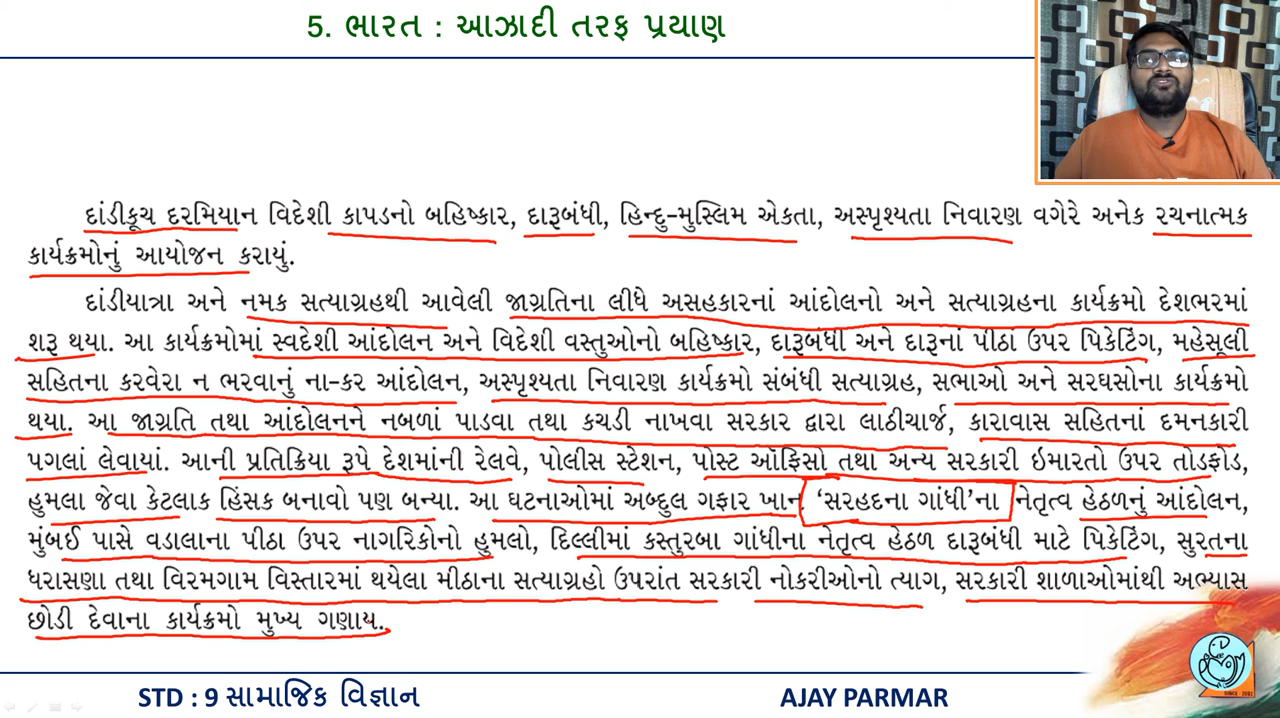 5. ભારત : આઝાદી તરફ પ્રયાણ
દાંડીકૂચ દરમિયાન વિદેશી કાપડનો બહિષ્કાર, દારૂબંધી, હિન્દુ-મુસ્લિમ એકતા, અસ્પૃશ્યતા નિવારણ વગેરે અનેક રચનાત્મક
કાર્યક્રમોનું આયોજન કરાયું.
દાંડીયાત્રા અને નમક સત્યાગ્રહથી આવેલી જાગ્રતિના લીધે અસહકારનાં આંદોલનો અને સત્યાગ્રહના કાર્યક્રમો દેશભરમાં
શરૂ થયા. આ કાર્યક્રમોમાં સ્વદેશી આંદોલન અને વિદેશી વસ્તુઓનો બહિષ્કાર, દારૂબંધી અને દારૂનાં પીઠાં ઉપર પિકેટિંગ, મહેસૂલી
સહિતના કરવેરા ન ભરવાનું ના-કર આંદોલન, અસ્પૃશ્યતા નિવારણ કાર્યક્રમો સંબંધી સત્યાગ્રહ, સભાઓ અને સરઘસોના કાર્યક્રમો
થયા. આ જાગ્રતિ તથા આંદોલનને નબળાં પાડવા તથા કચડી નાખવા સરકાર દ્વારા લાઠીચાર્જ, કારાવાસ સહિતનાં દમનકારી
પગલાં લેવાયાં. આની પ્રતિક્રિયા રૂપે દેશમાંની રેલવે, પોલીસ સ્ટેશન, પોસ્ટ ઑફિસો તથા અન્ય સરકારી ઇમારતો ઉપર તોડફોડ,
હુમલા જેવા કેટલાક હિંસક બનાવો પણ બન્યા. આ ઘટનાઓમાં અબ્દુલ ગફાર ખાન ‘સરહદના ગાંધી’ના નેતૃત્વ હેઠળનું આંદોલન,
મુંબઈ પાસે વડાલાના પીઠા ઉપર નાગરિકોનો હુમલો, દિલ્લીમાં કસ્તુરબા ગાંધીના નેતૃત્વ હેઠળ દારૂબંધી માટે પિકેટિંગ, સુરતના
ધરાસણા તથા વિરમગામ વિસ્તારમાં થયેલા મીઠાના સત્યાગ્રહો ઉપરાંત સરકારી નોકરીઓનો ત્યાગ, સરકારી શાળાઓમાંથી અભ્યાસ
છોડી દેવાના કાર્યક્રમો મુખ્ય ગણાય.
STD : 9 સામાજિક વિજ્ઞાન
AJAY PARMAR